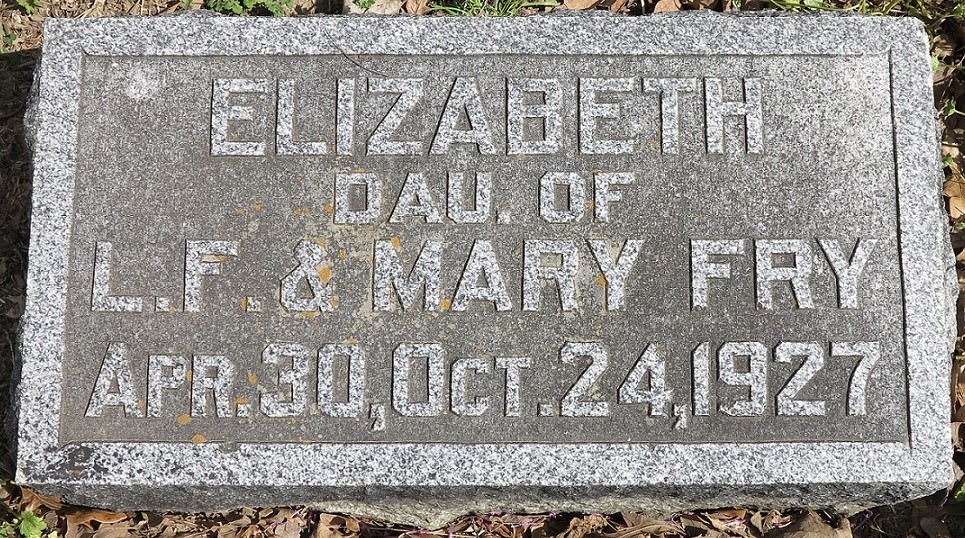 ELIZABETH
DAU. OF
L.F. & MARY FRY
APR.30,OCT.24,1927